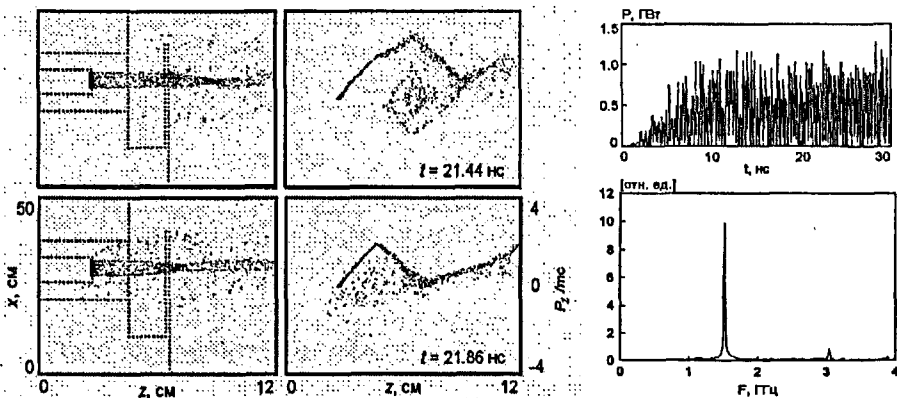 t = 21.44 нс
50
X, см
0
0
z, см
12
t = 21.86 нс
0
z, см
12
4
0
-4
Pz /mc
P, ГВт
1.5
1.0
0.5
0
0
10
20
30
t, нс
[отн. ед.]
12
10
8
6
4
2
0
0
1
2
3
4
F, ГГц